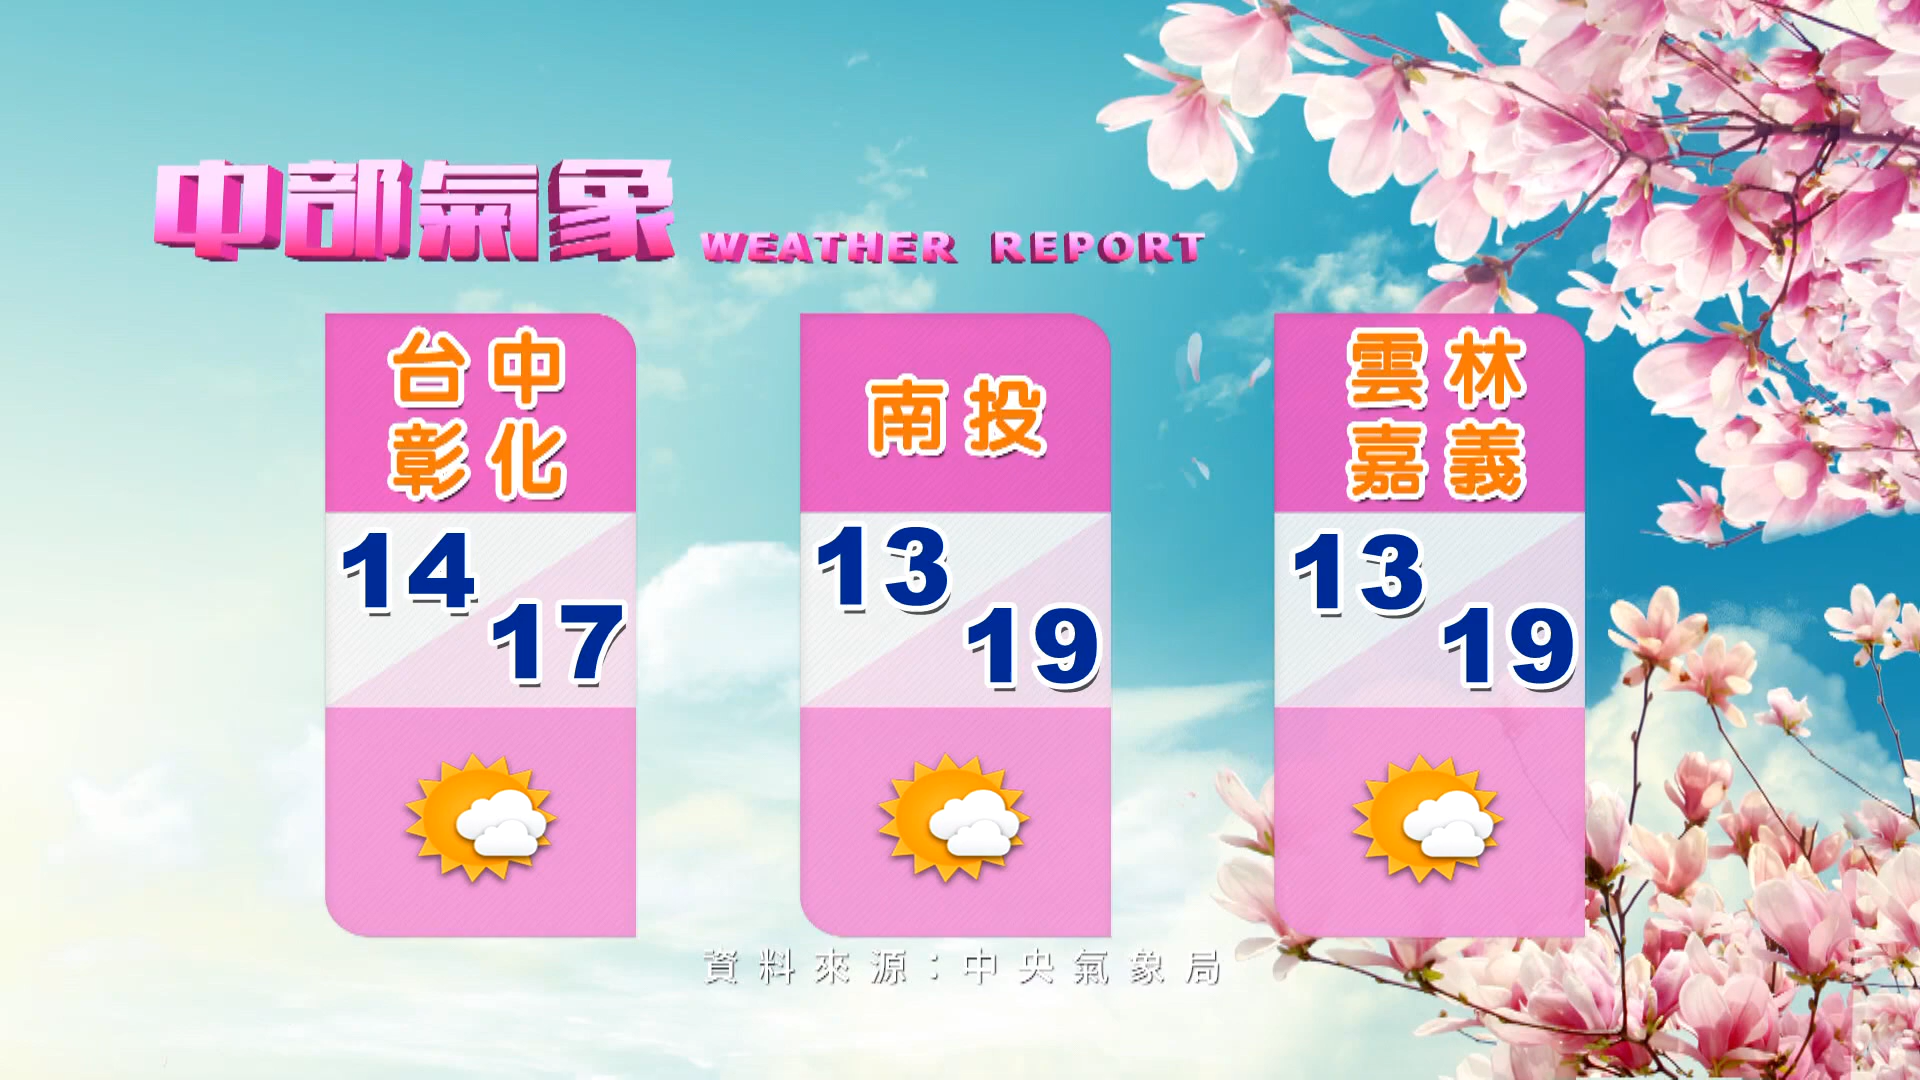 中部氣象 WEATHER REPORT
台中
彰化
14
17
南投
13
19
雲林
嘉義
13
19
資料來源：中央氣象局